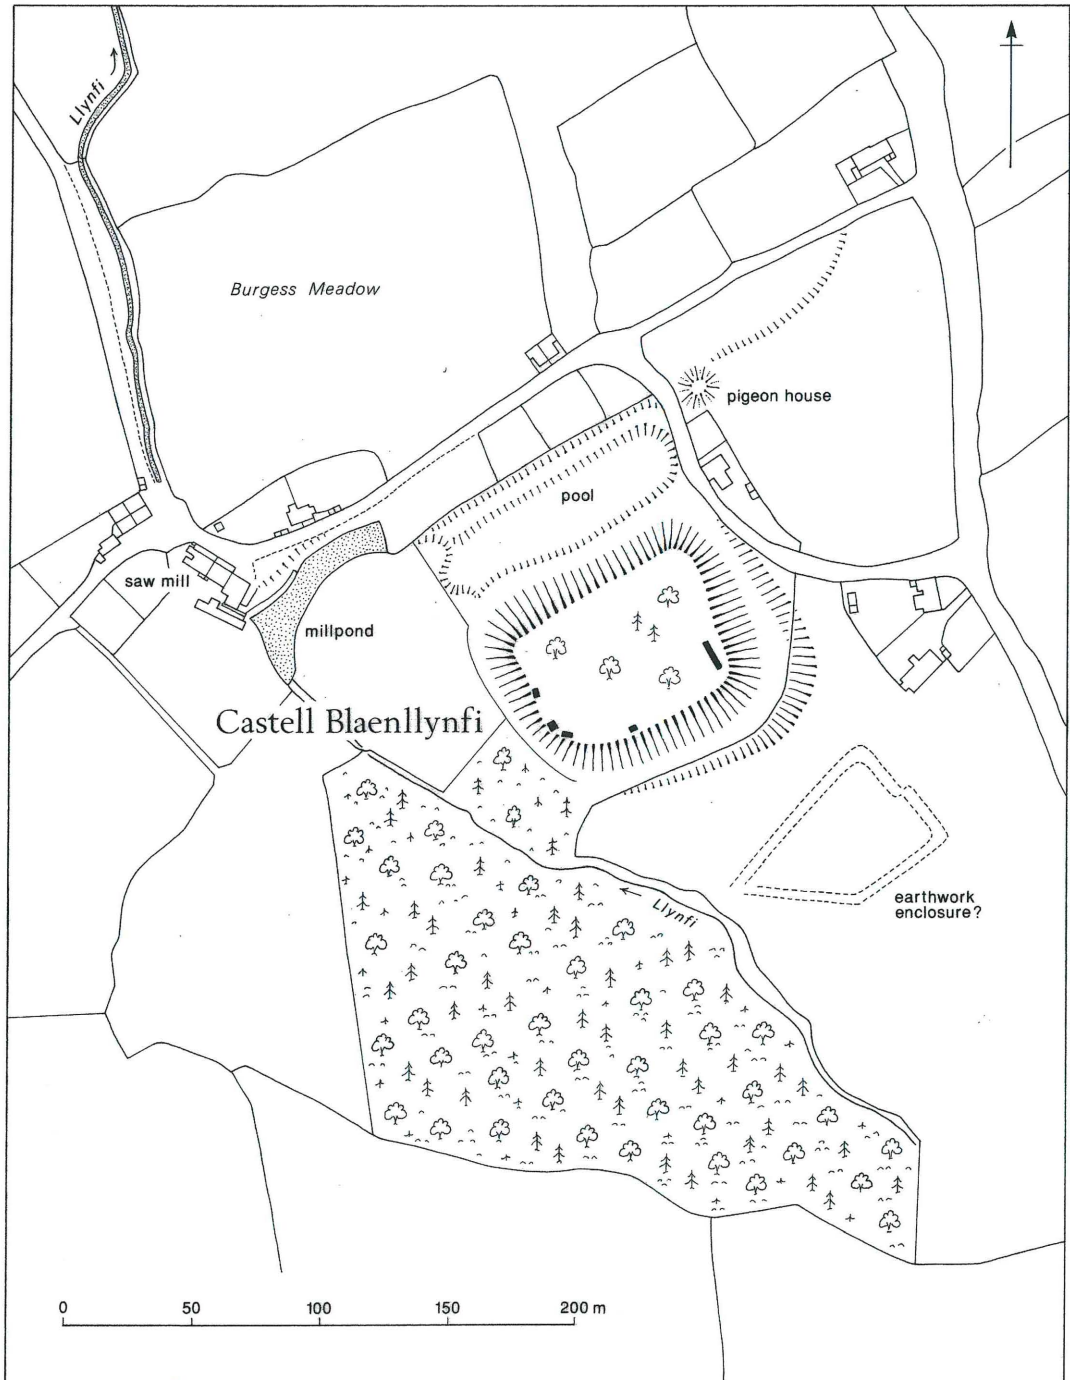 Llynfi
Burgess Meadow
pigeon house
pool
saw mill
millpond
Castell Blaenllynfi
earthwork
enclosure?
Llynfi
0 50 100 150 200 m